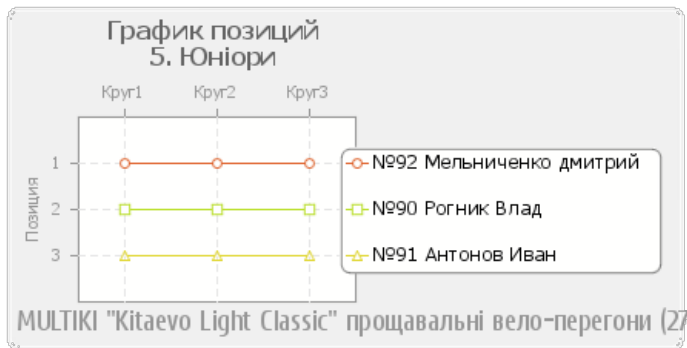 График позиций
5. Юніори
Круг1 Круг2 Круг3
Позиция
1 №92 Мельниченко дмитрий
2 №90 Рогник Влад
3 №91 Антонов Иван
MULTIKI "Kitaevo Light Classic" прощавальні вело-перегони (27